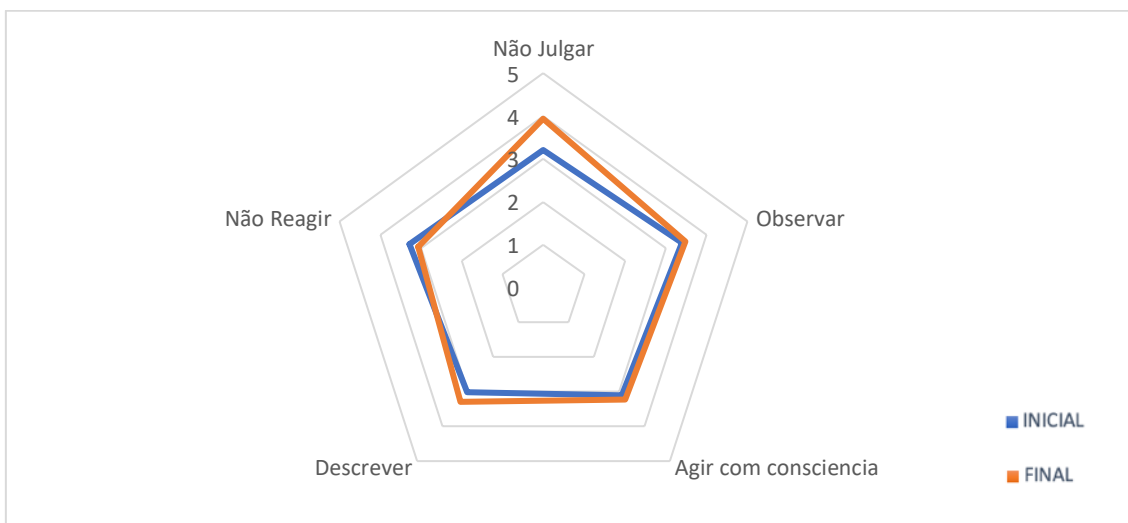 Não Julgar
5
4
3
2
1
0
Não Reagir
Observar
Descrever
Agir com consciencia
INICIAL
FINAL